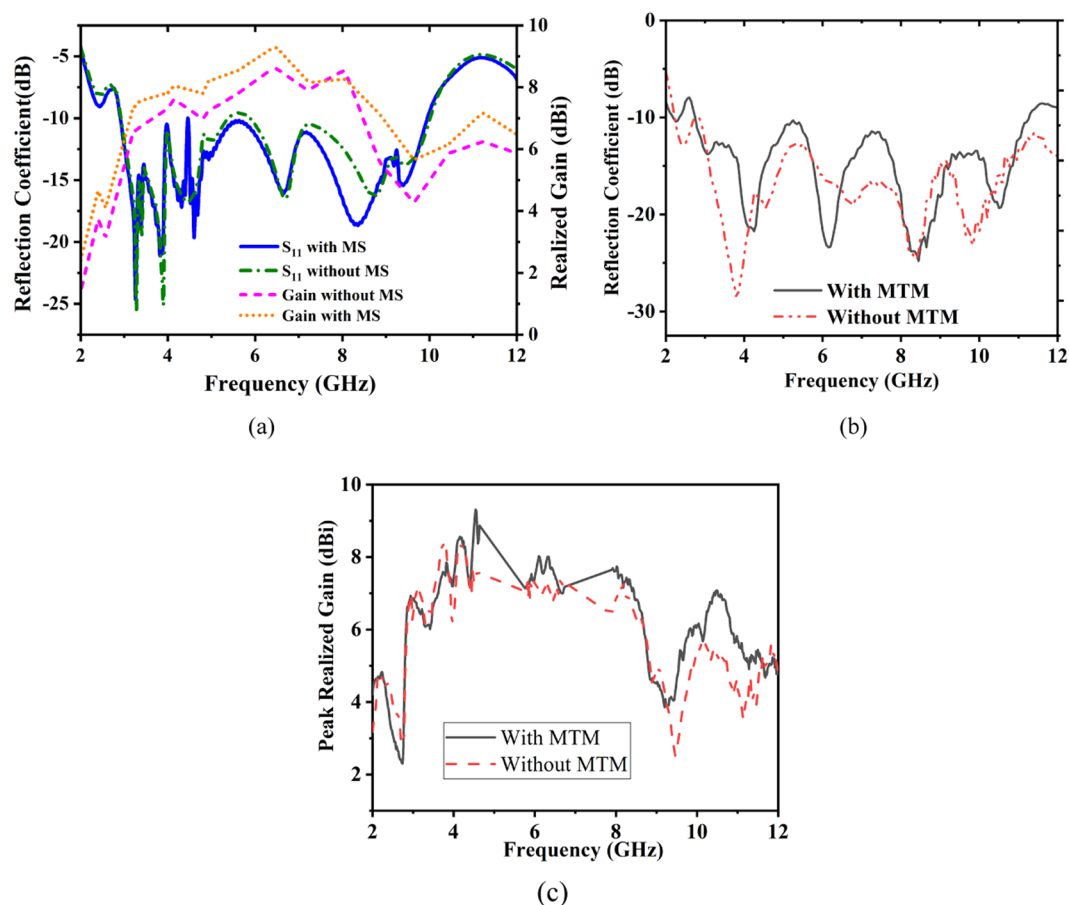 10
-5
8
-10
6
-15
4
-20
2
-25
0
Reflection Coefficient(dB)
Realized Gain (dBi)
S11 with MS
S11 without MS
Gain without MS
Gain with MS
2 4 6 8 10 12
Frequency (GHz)
(a)
0
-10
-20
-30
Reflection Coefficient (dB)
With MTM
Without MTM
2 4 6 8 10 12
Frequency (GHz)
(b)
10
8
6
4
2
Peak Realized Gain (dBi)
With MTM
Without MTM
2 4 6 8 10 12
Frequency (GHz)
(c)